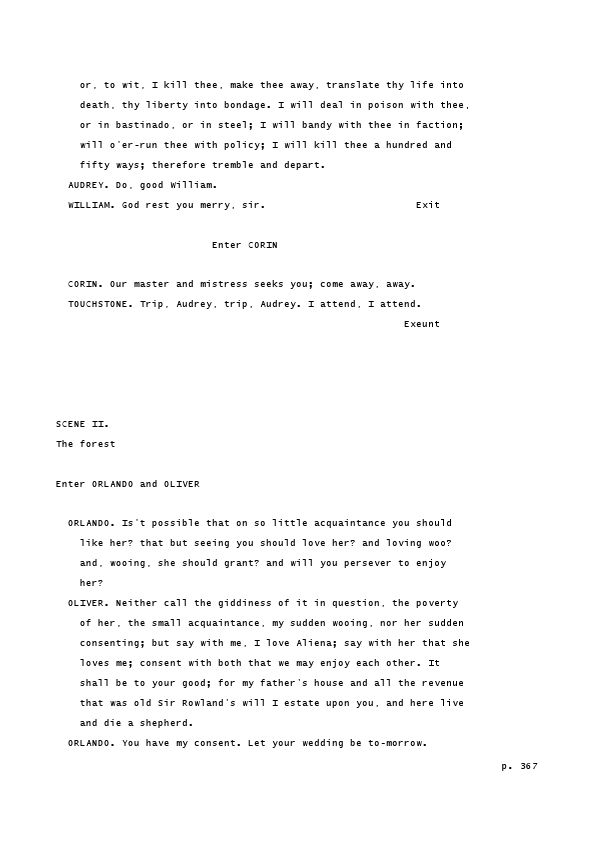 or, to wit, I kill thee, make thee away, translate thy life into
death, thy liberty into bondage. I will deal in poison with thee,
or in bastinado, or in steel; I will bandy with thee in faction;
will o'er-run thee with policy; I will kill thee a hundred and
fifty ways; therefore tremble and depart.
AUDREY. Do, good William.
WILLIAM. God rest you merry, sir. Exit
Enter CORIN
CORIN. Our master and mistress seeks you; come away, away.
TOUCHSTONE. Trip, Audrey, trip, Audrey. I attend, I attend.
Exeunt
SCENE II.
The forest
Enter ORLANDO and OLIVER
ORLANDO. Is't possible that on so little acquaintance you should
like her? that but seeing you should love her? and loving woo?
and, wooing, she should grant? and will you persever to enjoy
her?
OLIVER. Neither call the giddiness of it in question, the poverty
of her, the small acquaintance, my sudden wooing, nor her sudden
consenting; but say with me, I love Aliena; say with her that she
loves me; consent with both that we may enjoy each other. It
shall be to your good; for my father's house and all the revenue
that was old Sir Rowland's will I estate upon you, and here live
and die a shepherd.
ORLANDO. You have my consent. Let your wedding be to-morrow.
p. 367